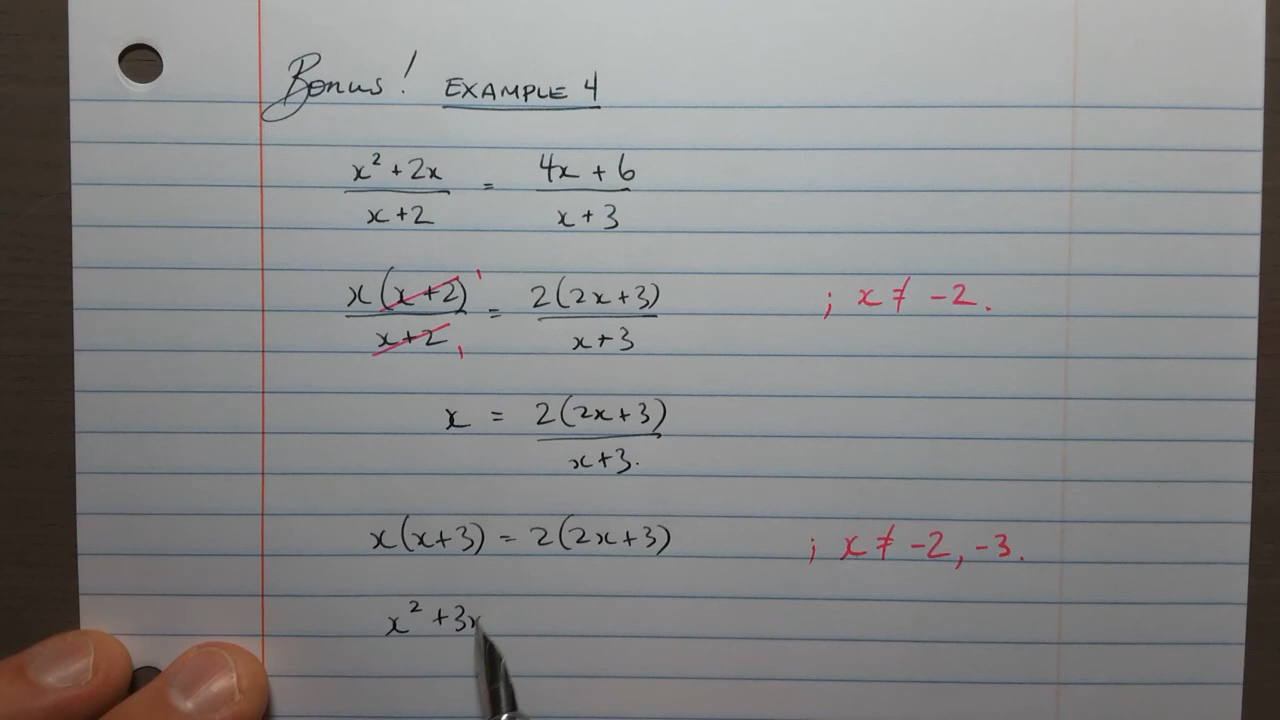 Bonus! EXAMPLE 4
x² + 2x / x+2 = 4x + 6 / x+3
x(x+2) ' / x+2 , = 2(2x+3) / x+3 ; x ≠ -2.
x = 2(2x+3) / x+3.
x(x+3) = 2(2x+3) ; x ≠ -2, -3.
x² + 3x